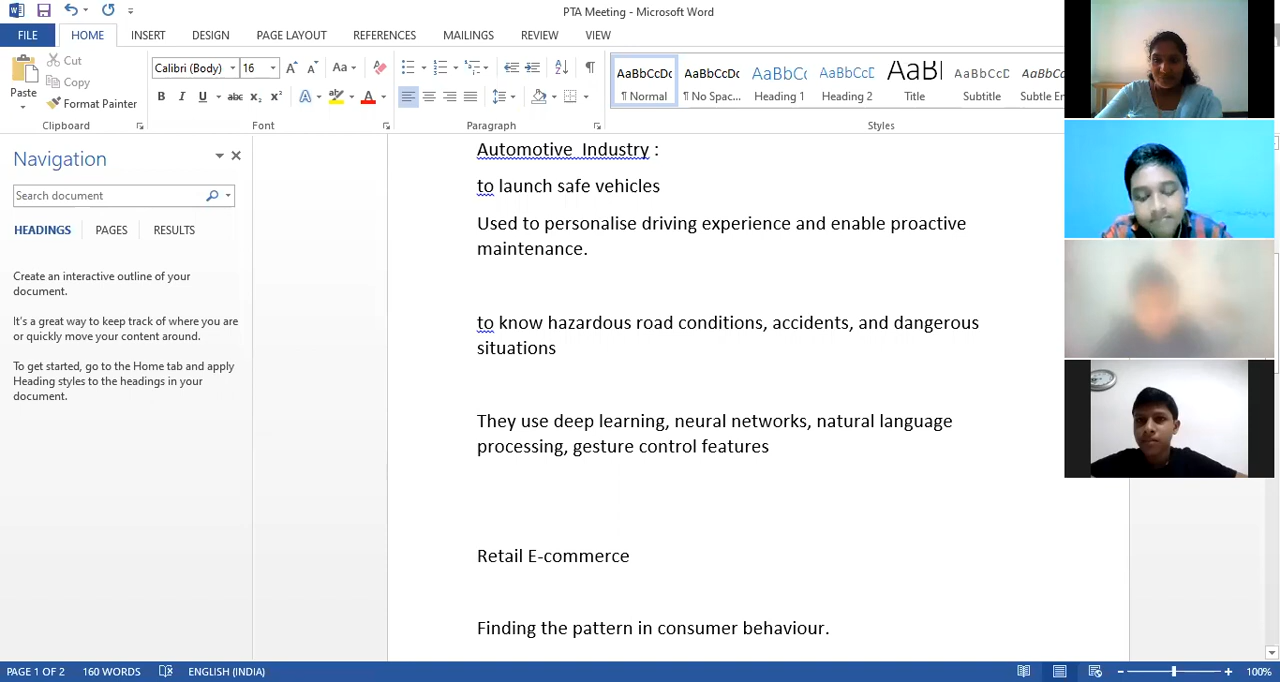 PTA Meeting - Microsoft Word
FILE HOME INSERT DESIGN PAGE LAYOUT REFERENCES MAILINGS REVIEW VIEW
Cut
Copy
Format Painter
Paste
Calibri (Body) 16
AaBbCcDc AaBbCcDc AaBbCc AaBbCcD AaBl AaBbCcD AaBbCc
¶ Normal ¶ No Spac... Heading 1 Heading 2 Title Subtitle Subtle Em
Clipboard Font Paragraph Styles
Navigation
Search document
HEADINGS PAGES RESULTS
Create an interactive outline of your
document.
It's a great way to keep track of where you are
or quickly move your content around.
To get started, go to the Home tab and apply
Heading styles to the headings in your
document.
Automotive Industry :
to launch safe vehicles
Used to personalise driving experience and enable proactive
maintenance.
to know hazardous road conditions, accidents, and dangerous
situations
They use deep learning, neural networks, natural language
processing, gesture control features
Retail E-commerce
Finding the pattern in consumer behaviour.
PAGE 1 OF 2 160 WORDS ENGLISH (INDIA) 100%